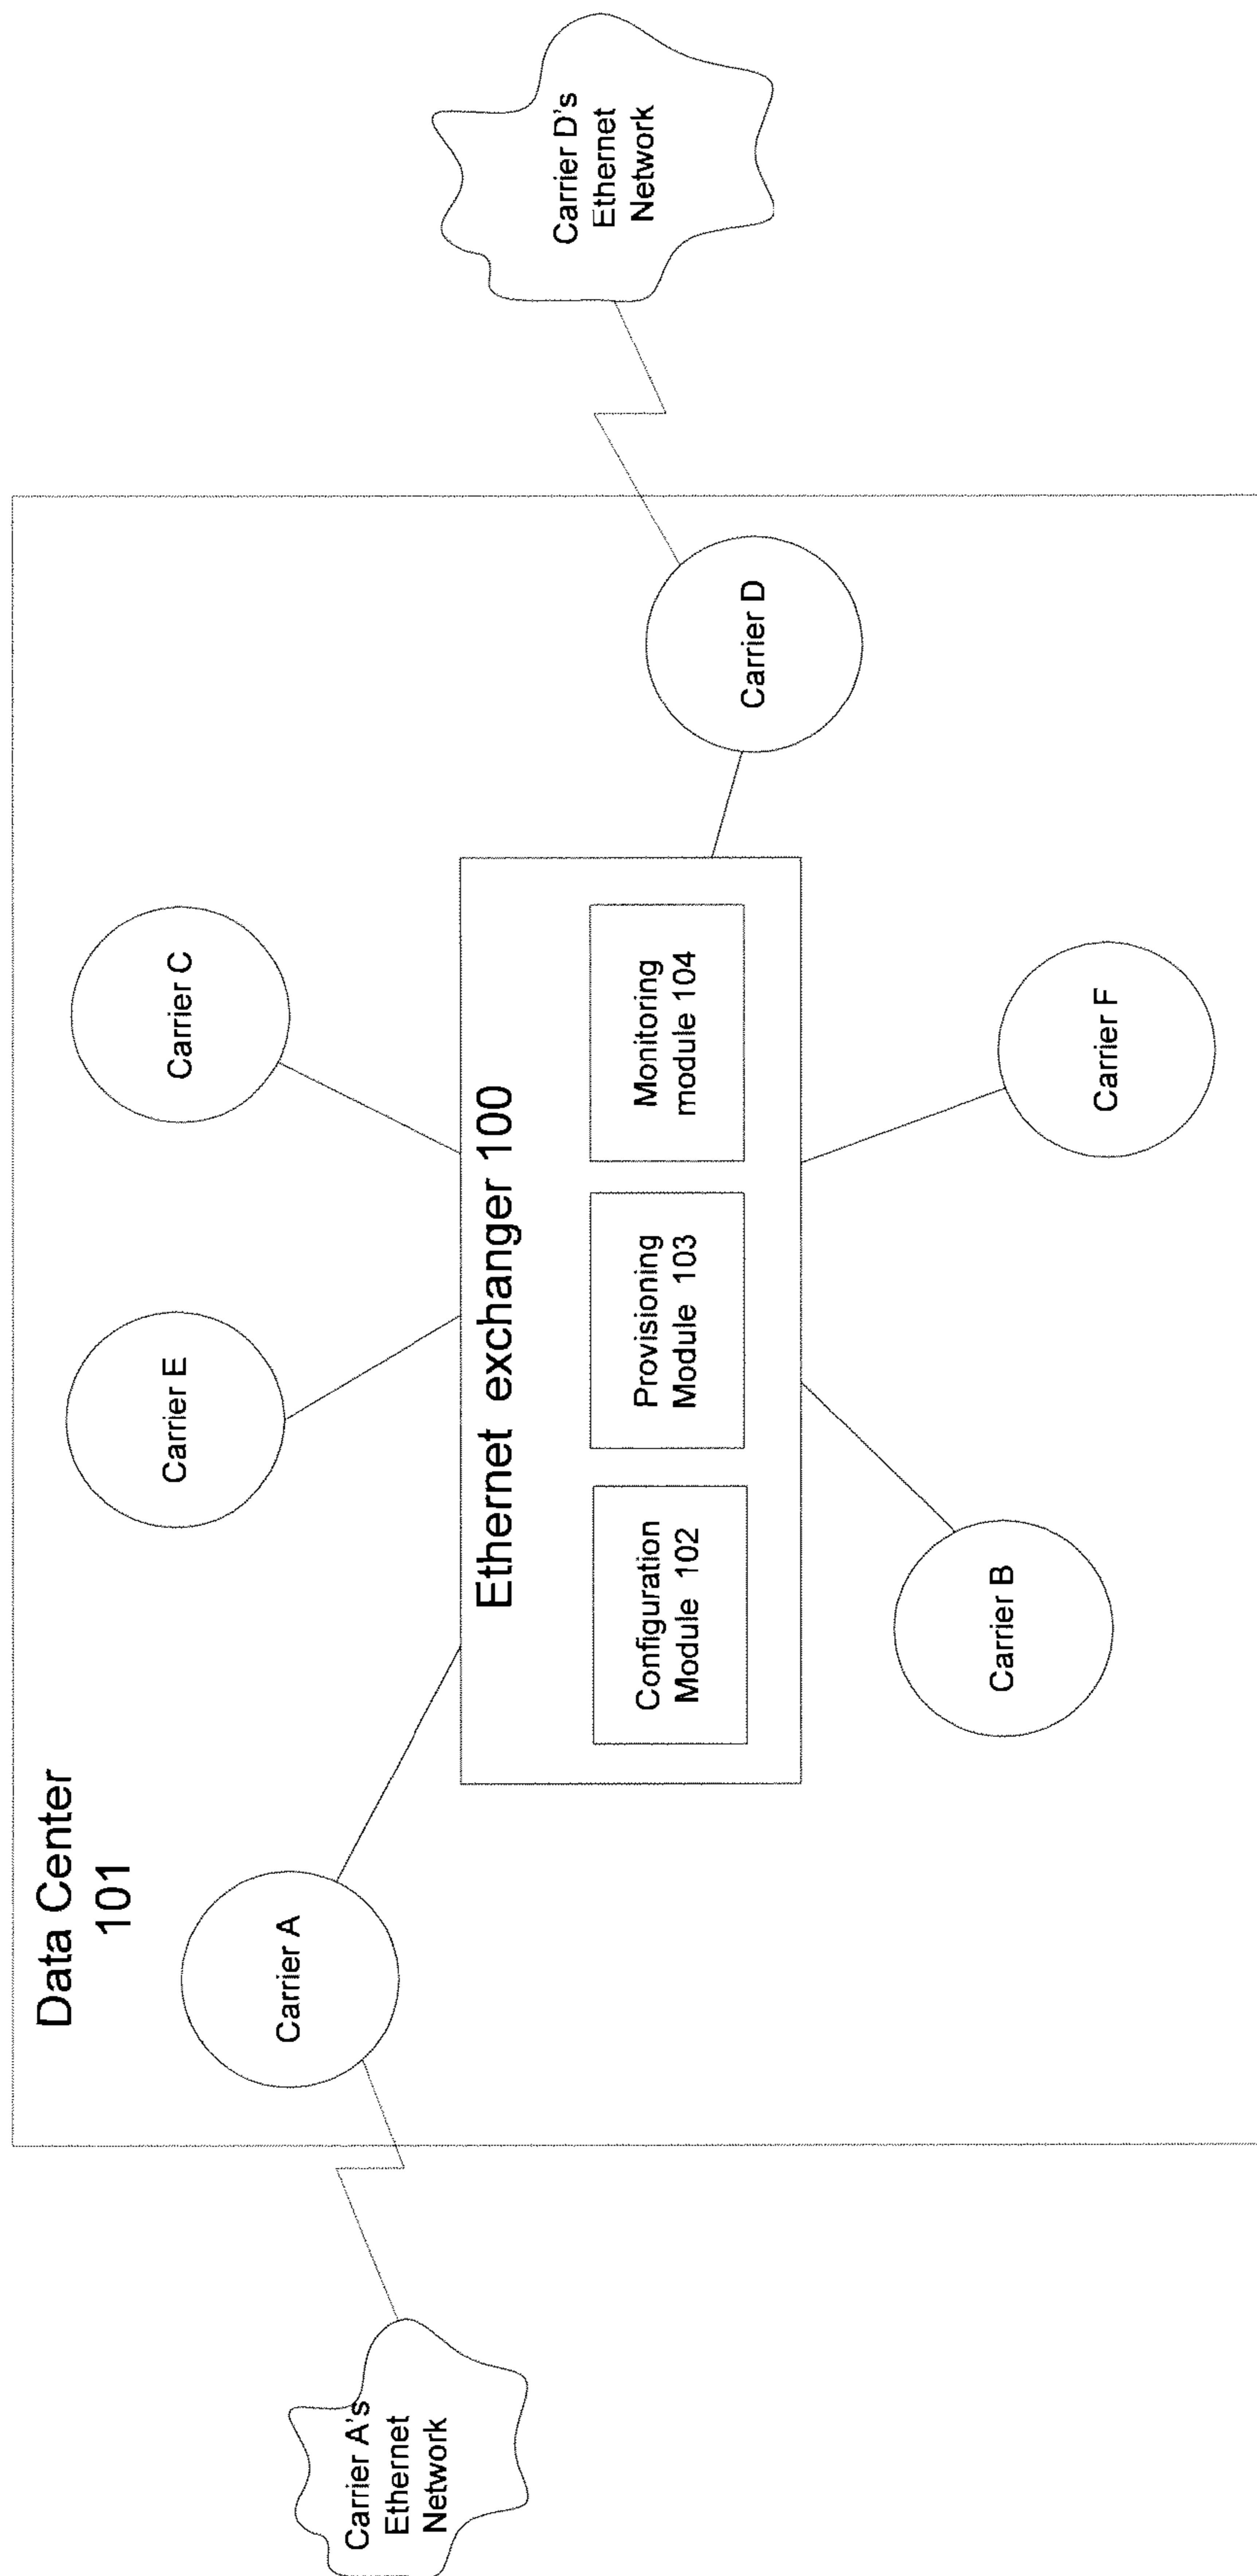 Data Center
101
Carrier A's
Ethernet
Network
Carrier A
Carrier E
Carrier C
Ethernet exchanger 100
Configuration
Module 102
Provisioning
Module 103
Monitoring
module 104
Carrier B
Carrier F
Carrier D
Carrier D's
Ethernet
Network